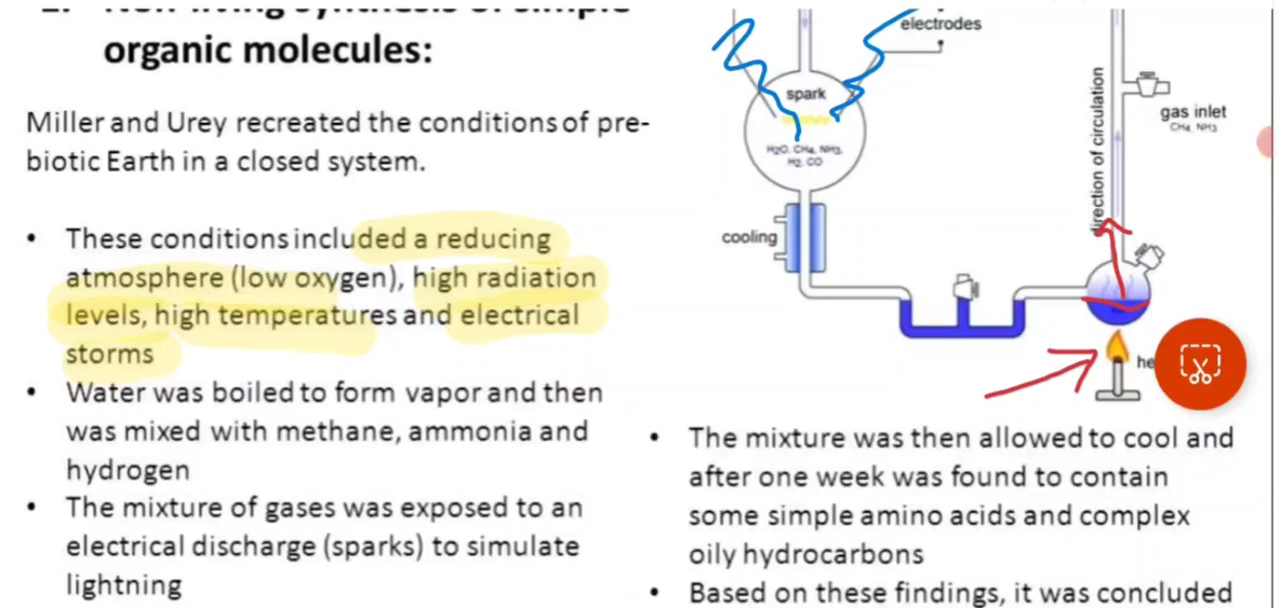 organic molecules:
Miller and Urey recreated the conditions of pre-
biotic Earth in a closed system.
• These conditions included a reducing
atmosphere (low oxygen), high radiation
levels, high temperatures and electrical
storms
• Water was boiled to form vapor and then
was mixed with methane, ammonia and
hydrogen
• The mixture of gases was exposed to an
electrical discharge (sparks) to simulate
lightning
electrodes
spark
H2O, CH4, NH3,
H2, CO
cooling
direction of circulation
gas inlet
CH4, NH3
• The mixture was then allowed to cool and
after one week was found to contain
some simple amino acids and complex
oily hydrocarbons
• Based on these findings, it was concluded